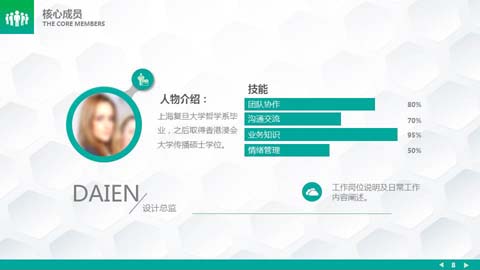 核心成员
THE CORE MEMBERS
人物介绍：
上海复旦大学哲学系毕
业，之后取得香港浸会
大学传播硕士学位。
技能
团队协作 80%
沟通交流 70%
业务知识 95%
情绪管理 50%
DAIEN
设计总监
工作岗位说明及日常工作
内容阐述。
8